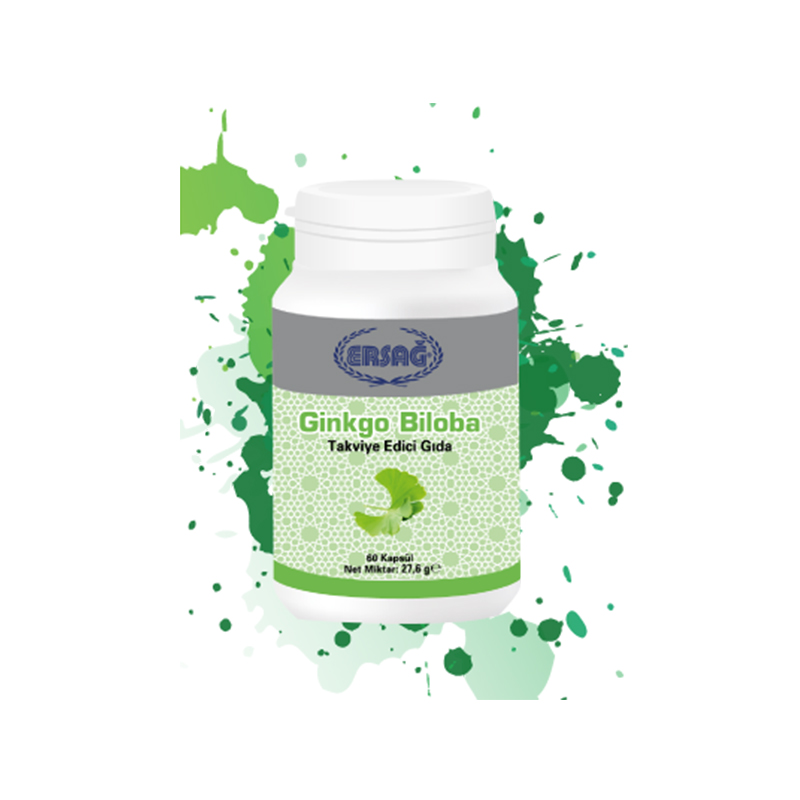 ERSAĞ
Ginkgo Biloba
Takviye Edici Gıda
60 Kapsül
Net Miktar: 27,6 g℮